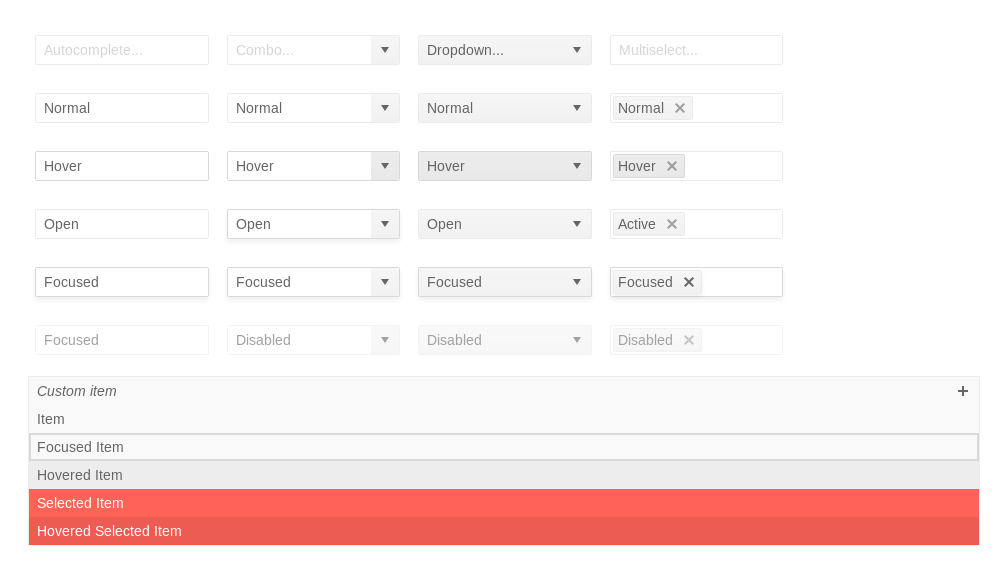 Autocomplete... Combo... Dropdown... Multiselect...
Normal Normal Normal Normal
Hover Hover Hover Hover
Open Open Open Active
Focused Focused Focused Focused
Focused Disabled Disabled Disabled
Custom item
Item
Focused Item
Hovered Item
Selected Item
Hovered Selected Item